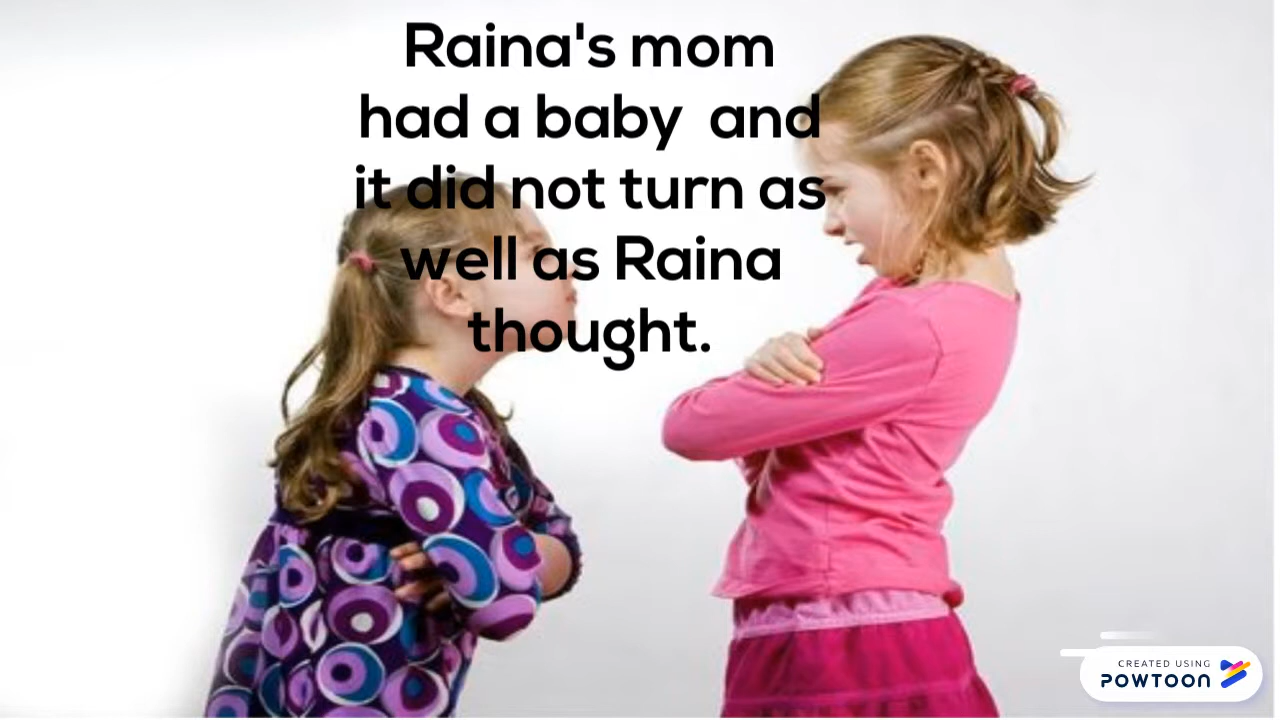 Raina's mom
had a baby  and
it did not turn as
well as Raina
thought.
CREATED USING
POWTOON